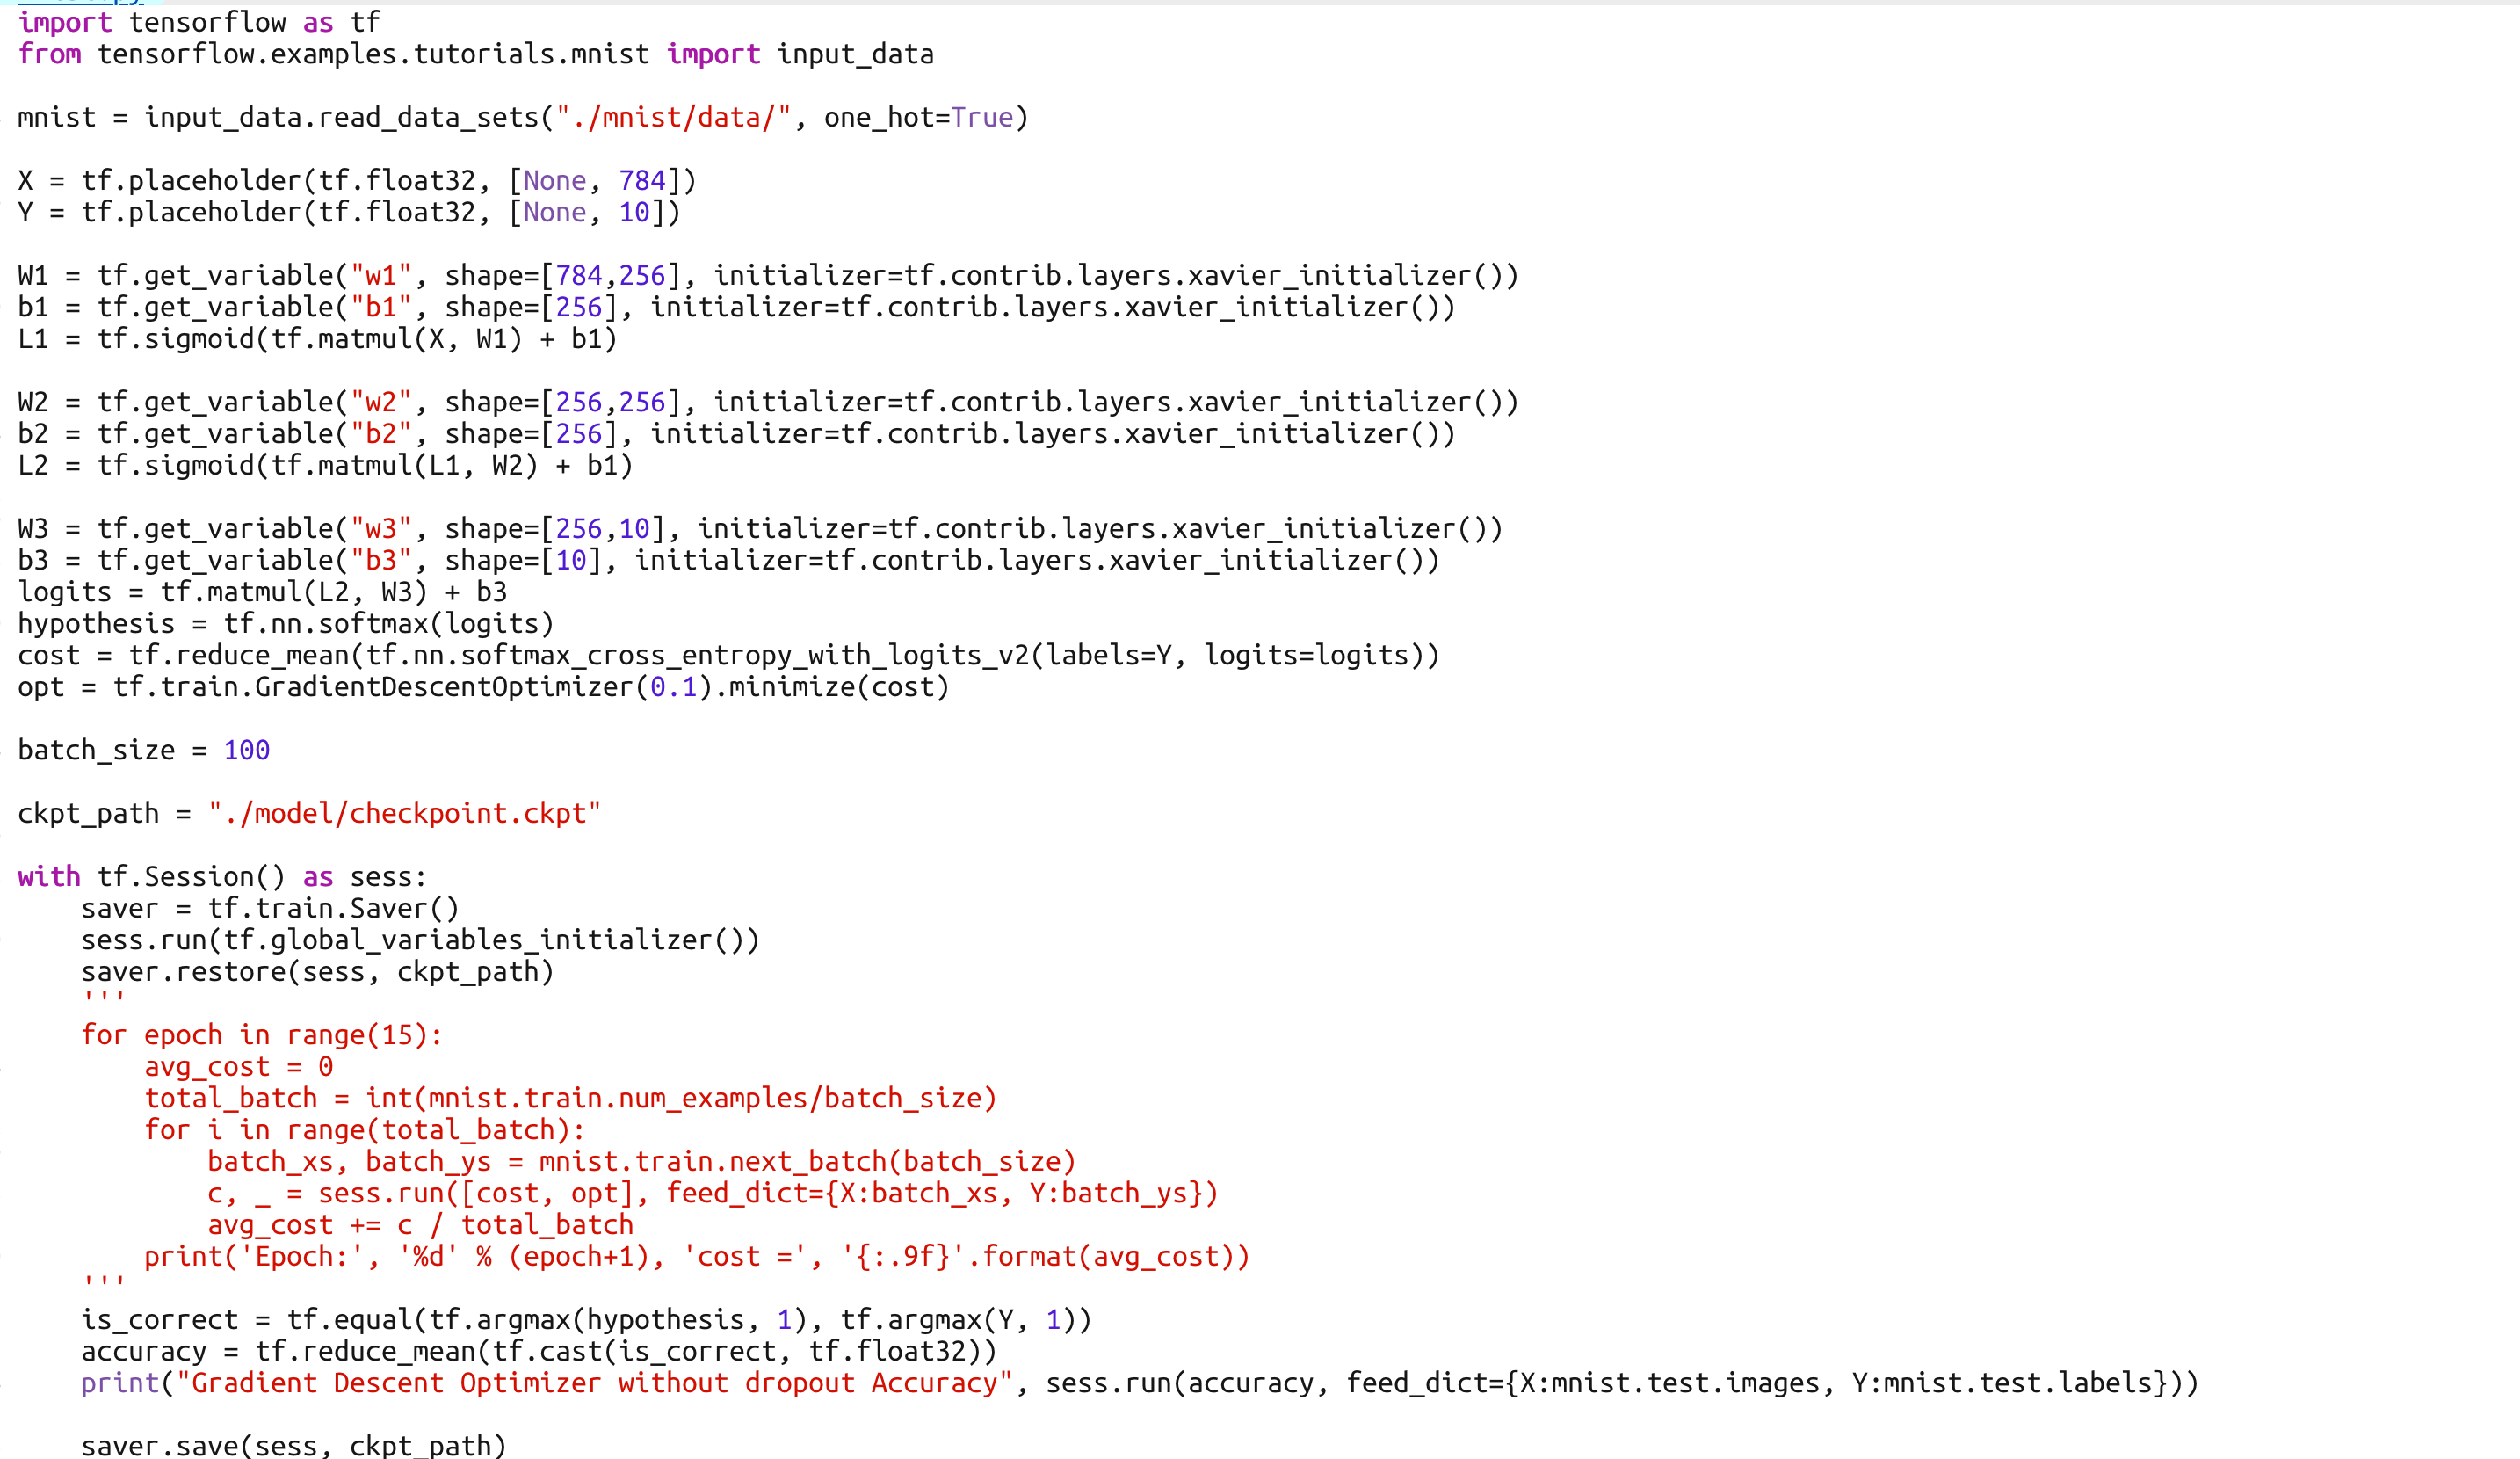 import tensorflow as tf
from tensorflow.examples.tutorials.mnist import input_data
mnist = input_data.read_data_sets("./mnist/data/", one_hot=True)
X = tf.placeholder(tf.float32, [None, 784])
Y = tf.placeholder(tf.float32, [None, 10])
W1 = tf.get_variable("w1", shape=[784,256], initializer=tf.contrib.layers.xavier_initializer())
b1 = tf.get_variable("b1", shape=[256], initializer=tf.contrib.layers.xavier_initializer())
L1 = tf.sigmoid(tf.matmul(X, W1) + b1)
W2 = tf.get_variable("w2", shape=[256,256], initializer=tf.contrib.layers.xavier_initializer())
b2 = tf.get_variable("b2", shape=[256], initializer=tf.contrib.layers.xavier_initializer())
L2 = tf.sigmoid(tf.matmul(L1, W2) + b1)
W3 = tf.get_variable("w3", shape=[256,10], initializer=tf.contrib.layers.xavier_initializer())
b3 = tf.get_variable("b3", shape=[10], initializer=tf.contrib.layers.xavier_initializer())
logits = tf.matmul(L2, W3) + b3
hypothesis = tf.nn.softmax(logits)
cost = tf.reduce_mean(tf.nn.softmax_cross_entropy_with_logits_v2(labels=Y, logits=logits))
opt = tf.train.GradientDescentOptimizer(0.1).minimize(cost)
batch_size = 100
ckpt_path = "./model/checkpoint.ckpt"
with tf.Session() as sess:
    saver = tf.train.Saver()
    sess.run(tf.global_variables_initializer())
    saver.restore(sess, ckpt_path)
    '''
    for epoch in range(15):
        avg_cost = 0
        total_batch = int(mnist.train.num_examples/batch_size)
        for i in range(total_batch):
            batch_xs, batch_ys = mnist.train.next_batch(batch_size)
            c, _ = sess.run([cost, opt], feed_dict={X:batch_xs, Y:batch_ys})
            avg_cost += c / total_batch
        print('Epoch:', '%d' % (epoch+1), 'cost =', '{:.9f}'.format(avg_cost))
    '''
    is_correct = tf.equal(tf.argmax(hypothesis, 1), tf.argmax(Y, 1))
    accuracy = tf.reduce_mean(tf.cast(is_correct, tf.float32))
    print("Gradient Descent Optimizer without dropout Accuracy", sess.run(accuracy, feed_dict={X:mnist.test.images, Y:mnist.test.labels}))
    saver.save(sess, ckpt_path)